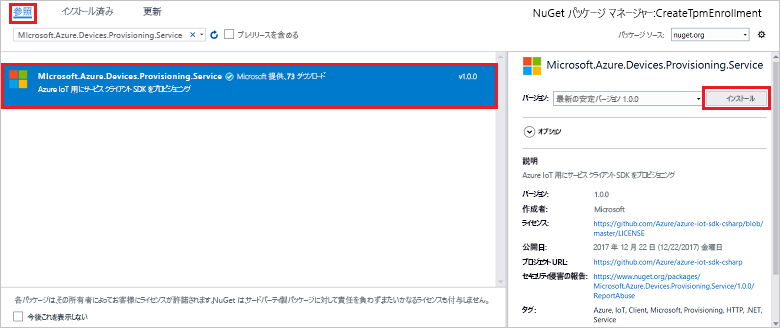 参照 インストール済み 更新
NuGet パッケージ マネージャー:CreateTpmEnrollment
MIcrosoft.Azure.Devices.Provisioning.Service
プレリリースを含める
パッケージ ソース: nuget.org
MIcrosoft.Azure.Devices.Provisioning.Service Microsoft 提供、73 ダウンロード v1.0.0
Azure IoT 用にサービス クライアント SDK をプロビジョニング
Microsoft.Azure.Devices.Provisioning.Service
バージョン: 最新の安定バージョン 1.0.0 インストール
オプション
説明
Azure IoT 用にサービス クライアント SDK をプロビジョニング
バージョン: 1.0.0
作成者: Microsoft
ライセンス: https://github.com/Azure/azure-iot-sdk-csharp/blob/
master/LICENSE
公開日: 2017 年 12 月 22 日 (12/22/2017) 金曜日
プロジェクト URL: https://github.com/Azure/azure-iot-sdk-csharp
セキュリティ侵害の報告: https://www.nuget.org/packages/
Microsoft.Azure.Devices.Provisioning.Service/1.0.0/
ReportAbuse
タグ: Azure, IoT, Client, Microsoft, Provisioning, HTTP, .NET,
Service
各パッケージは、その所有者によってお客様にライセンスが許諾されます。NuGet は、サードパーティ製パッケージに対して責任を負わず、またいかなるライセンスも付与しません。
今後これを表示しない